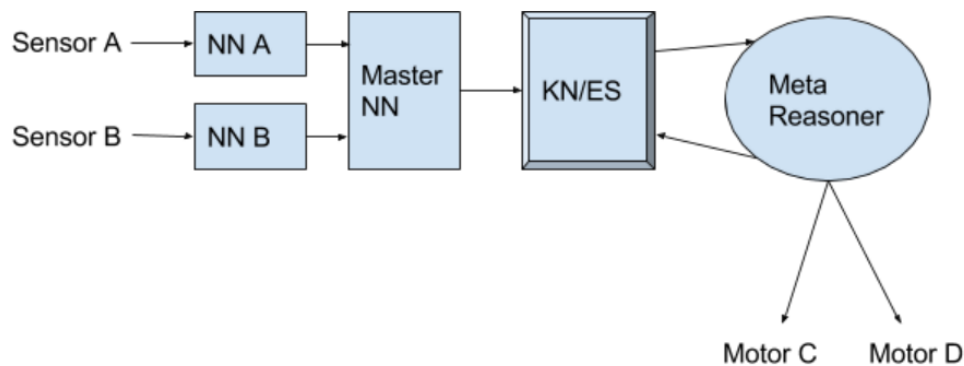 Sensor A
NN A
Master
NN
KN/ES
Meta
Reasoner
Sensor B
NN B
Motor C
Motor D